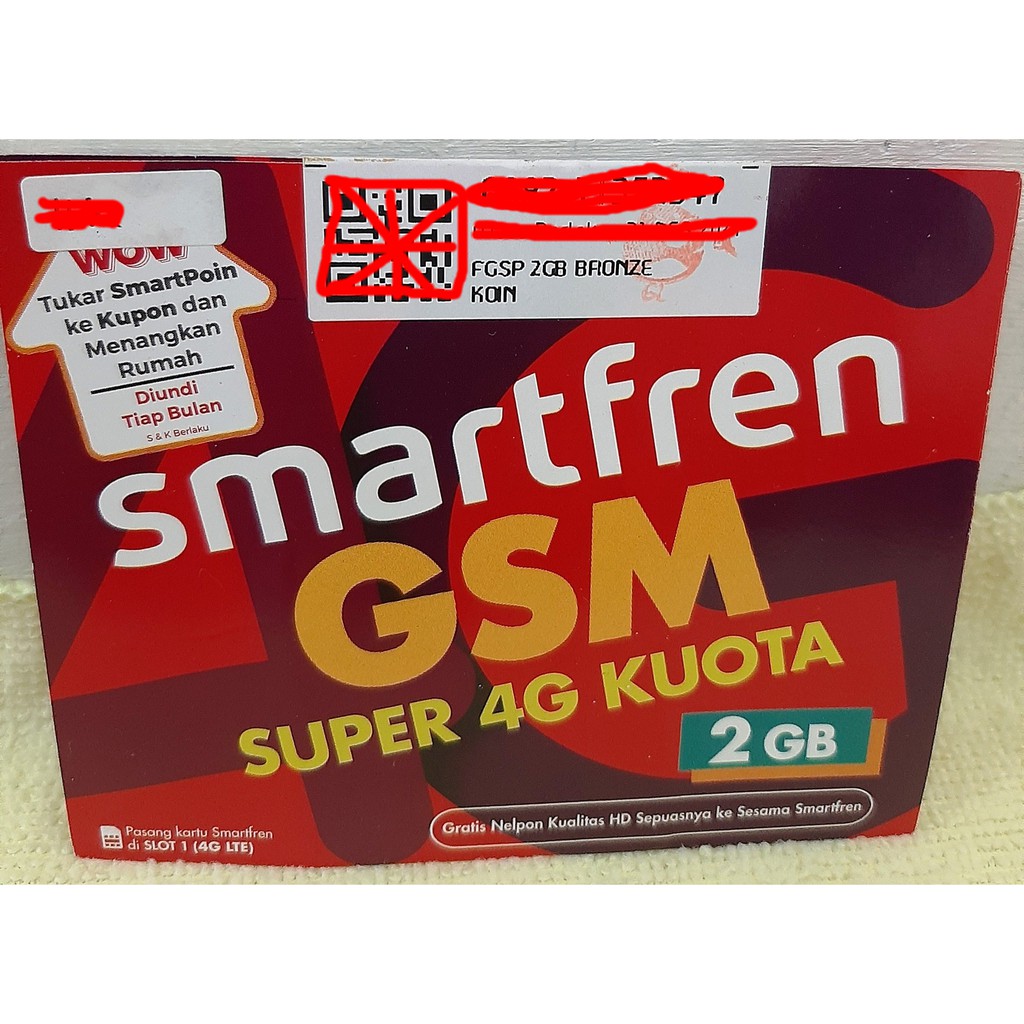 FGSP 2GB BRONZE
KOIN
WOW
Tukar SmartPoin
ke Kupon dan
Menangkan
Rumah
Diundi
Tiap Bulan
S & K Berlaku
smartfren
GSM
SUPER 4G KUOTA
2 GB
Gratis Nelpon Kualitas HD Sepuasnya ke Sesama Smartfren
Pasang kartu Smartfren
di SLOT 1 (4G LTE)